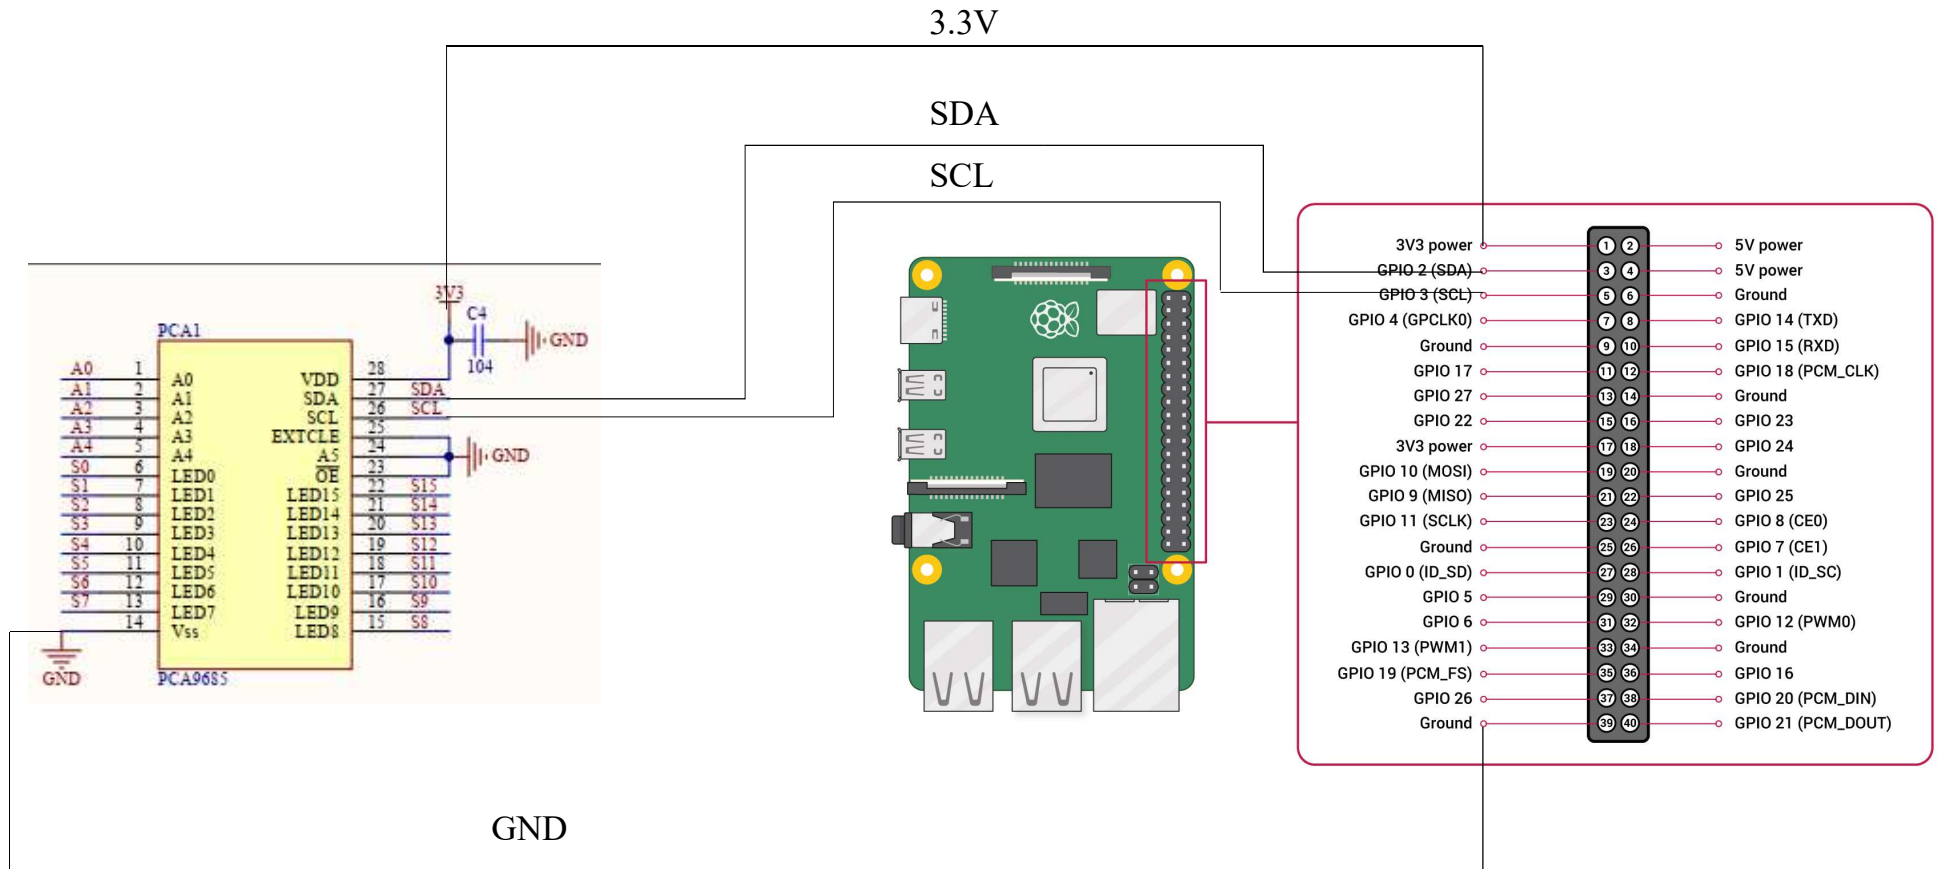 3.3V
SDA
SCL
3V3
C4
GND
104
PCA1
A0 1 A0 VDD 28
A1 2 A1 SDA 27 SDA
A2 3 A2 SCL 26 SCL
A3 4 A3 EXTCLE 25
A4 5 A4 A5 24 GND
S0 6 LED0 OE 23
S1 7 LED1 LED15 22 S15
S2 8 LED2 LED14 21 S14
S3 9 LED3 LED13 20 S13
S4 10 LED4 LED12 19 S12
S5 11 LED5 LED11 18 S11
S6 12 LED6 LED10 17 S10
S7 13 LED7 LED9 16 S9
14 Vss LED8 15 S8
GND
PCA9685
3V3 power 1 2 5V power
GPIO 2 (SDA) 3 4 5V power
GPIO 3 (SCL) 5 6 Ground
GPIO 4 (GPCLK0) 7 8 GPIO 14 (TXD)
Ground 9 10 GPIO 15 (RXD)
GPIO 17 11 12 GPIO 18 (PCM_CLK)
GPIO 27 13 14 Ground
GPIO 22 15 16 GPIO 23
3V3 power 17 18 GPIO 24
GPIO 10 (MOSI) 19 20 Ground
GPIO 9 (MISO) 21 22 GPIO 25
GPIO 11 (SCLK) 23 24 GPIO 8 (CE0)
Ground 25 26 GPIO 7 (CE1)
GPIO 0 (ID_SD) 27 28 GPIO 1 (ID_SC)
GPIO 5 29 30 Ground
GPIO 6 31 32 GPIO 12 (PWM0)
GPIO 13 (PWM1) 33 34 Ground
GPIO 19 (PCM_FS) 35 36 GPIO 16
GPIO 26 37 38 GPIO 20 (PCM_DIN)
Ground 39 40 GPIO 21 (PCM_DOUT)
GND